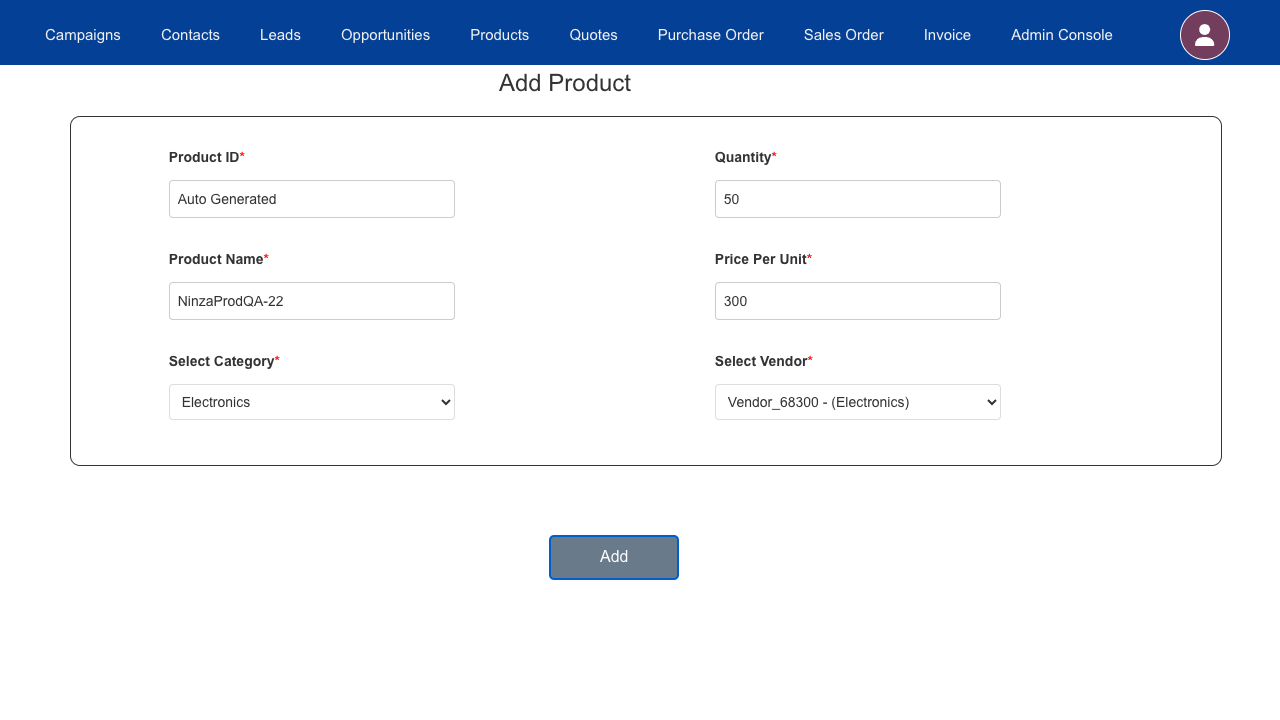 Campaigns Contacts Leads Opportunities Products Quotes Purchase Order Sales Order Invoice Admin Console
Add Product
Product ID* Quantity*
Auto Generated 50
Product Name* Price Per Unit*
NinzaProdQA-22 300
Select Category* Select Vendor*
Electronics Vendor_68300 - (Electronics)
Add